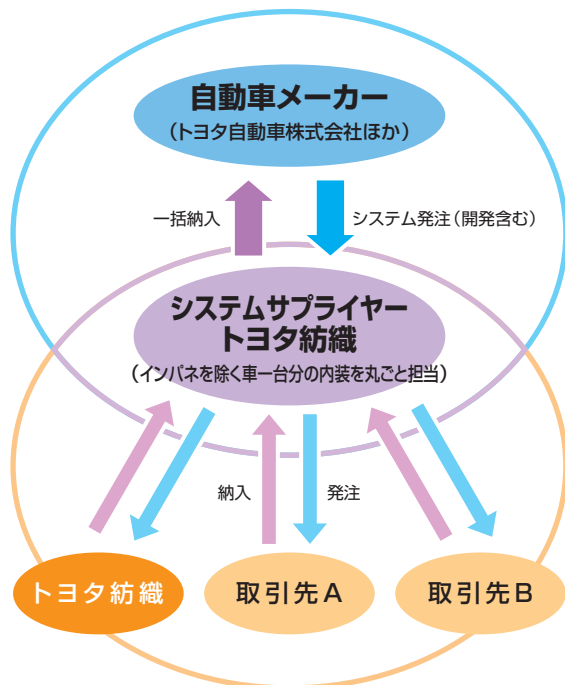 自動車メーカー
（トヨタ自動車株式会社ほか）
一括納入
システム発注（開発含む）
システムサプライヤー
トヨタ紡織
（インパネを除く車一台分の内装を丸ごと担当）
納入
発注
トヨタ紡織
取引先A
取引先B